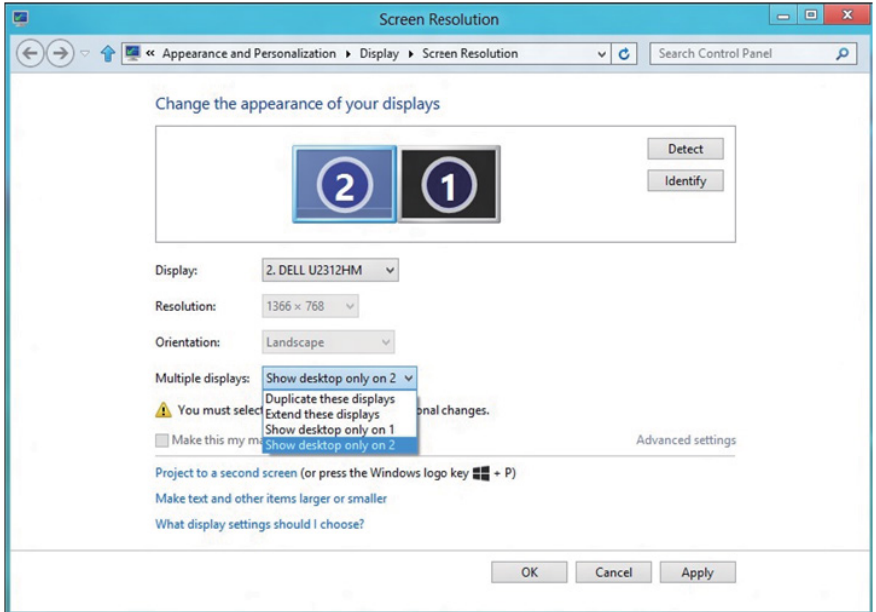 Screen Resolution
« Appearance and Personalization Display Screen Resolution
Search Control Panel
Change the appearance of your displays
2
1
Detect
Identify
Display: 2. DELL U2312HM
Resolution: 1366 × 768
Orientation: Landscape
Multiple displays: Show desktop only on 2
Duplicate these displays
You must selec onal changes.
Extend these displays
Show desktop only on 1
Make this my ma Show desktop only on 2 Advanced settings
Project to a second screen (or press the Windows logo key + P)
Make text and other items larger or smaller
What display settings should I choose?
OK Cancel Apply